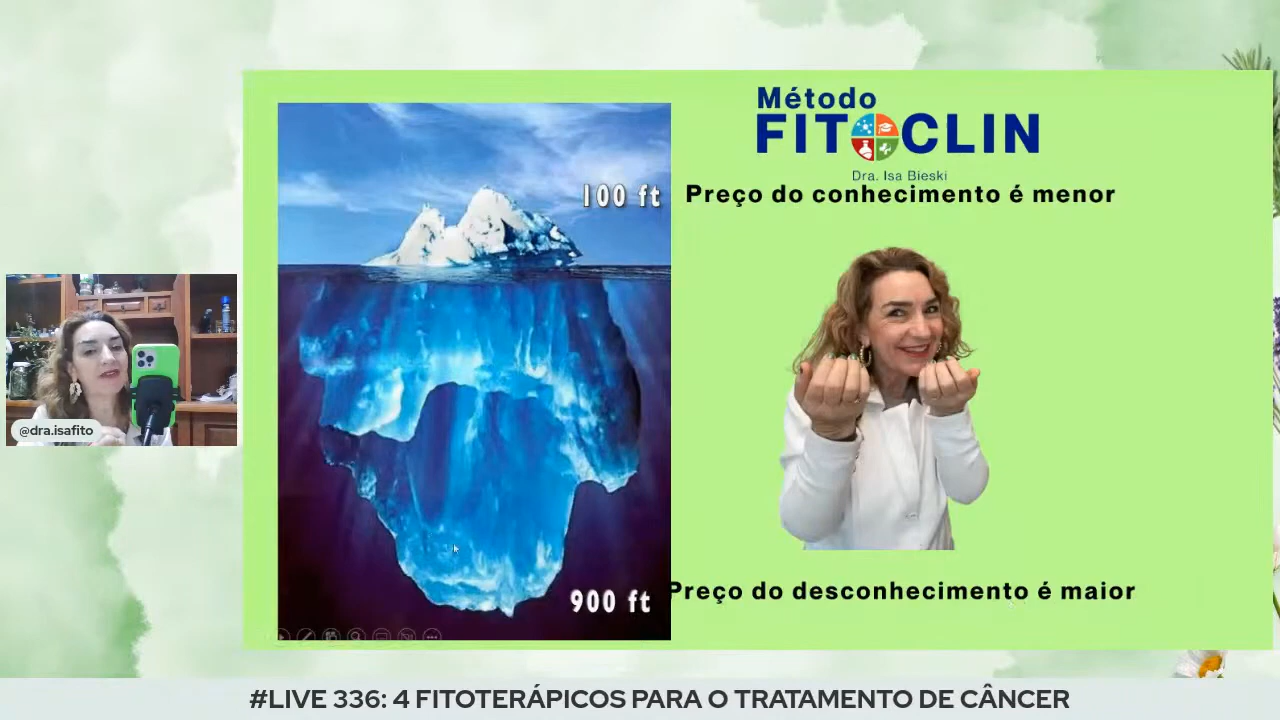 Método
FITOCLIN
Dra. Isa Bieski
100 ft
Preço do conhecimento é menor
@dra.isafito
900 ft
Preço do desconhecimento é maior
#LIVE 336: 4 FITOTERÁPICOS PARA O TRATAMENTO DE CÂNCER